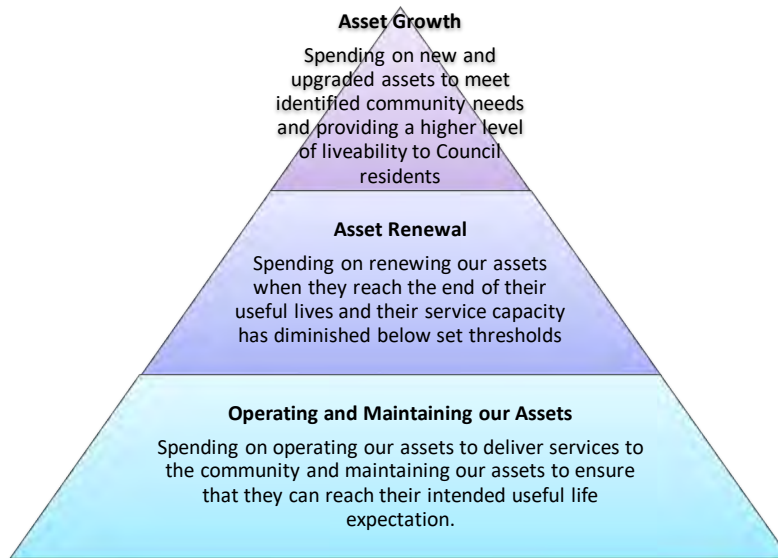 Asset Growth
Spending on new and
upgraded assets to meet
identified community needs
and providing a higher level
of liveability to Council
residents
Asset Renewal
Spending on renewing our assets
when they reach the end of their
useful lives and their service capacity
has diminished below set thresholds
Operating and Maintaining our Assets
Spending on operating our assets to deliver services to
the community and maintaining our assets to ensure
that they can reach their intended useful life
expectation.